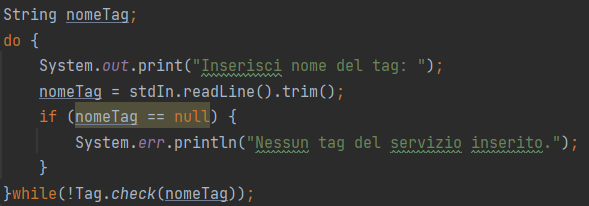 String nomeTag;
do {
    System.out.print("Inserisci nome del tag: ");
    nomeTag = stdIn.readLine().trim();
    if (nomeTag == null) {
        System.err.println("Nessun tag del servizio inserito.");
    }
}while(!Tag.check(nomeTag));